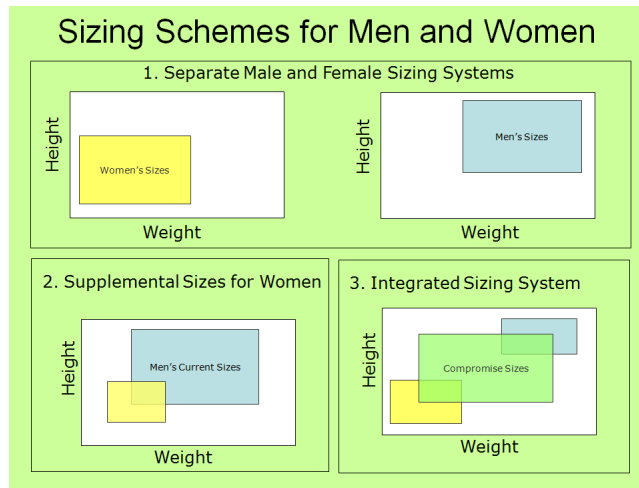 Sizing Schemes for Men and Women
1. Separate Male and Female Sizing Systems
Height
Women's Sizes
Weight
Height
Men's Sizes
Weight
2. Supplemental Sizes for Women
Height
Men's Current Sizes
Weight
3. Integrated Sizing System
Height
Compromise Sizes
Weight